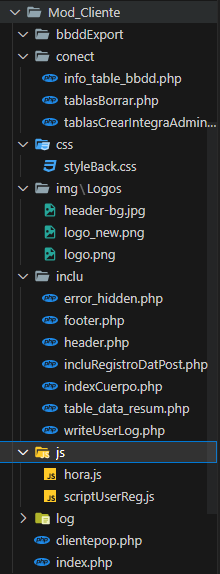 Mod_Cliente
bbddExport
conect
info_table_bbdd.php
tablasBorrar.php
tablasCrearIntegraAdmin...
css
styleBack.css
img\Logos
header-bg.jpg
logo_new.png
logo.png
inclu
error_hidden.php
footer.php
header.php
incluRegistroDatPost.php
indexCuerpo.php
table_data_resum.php
writeUserLog.php
js
JS hora.js
JS scriptUserReg.js
log
clientepop.php
index.php